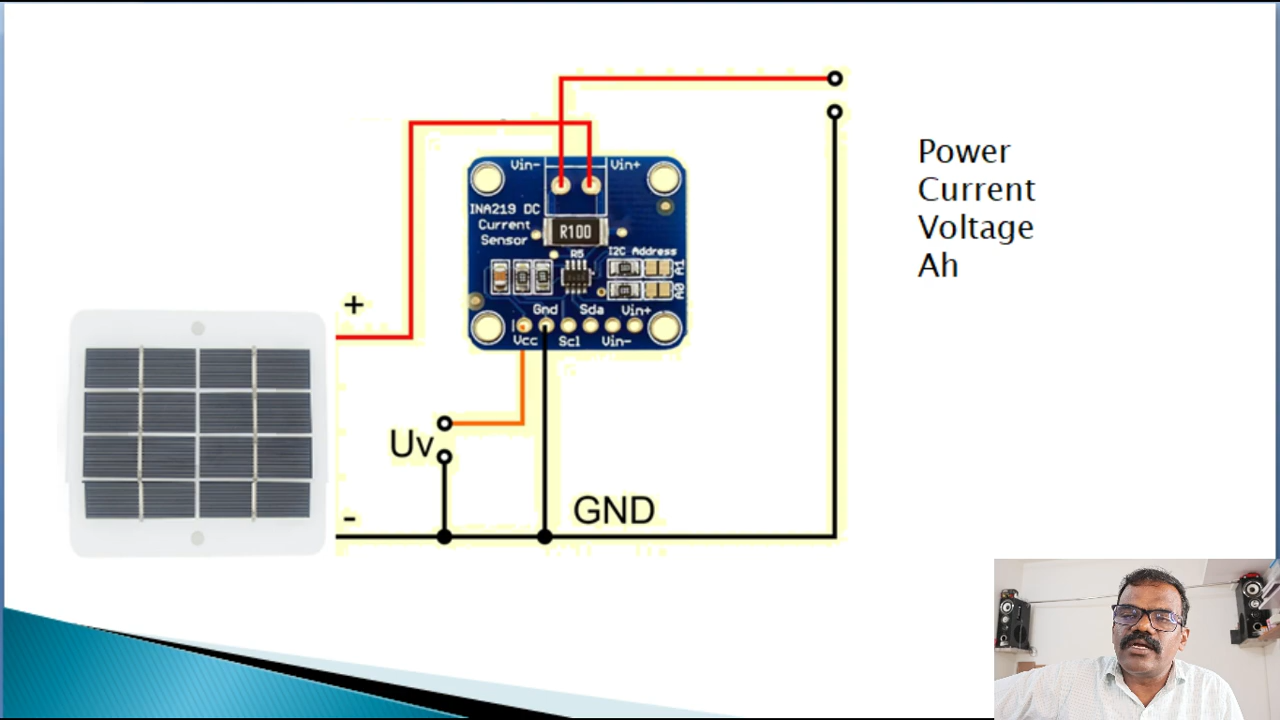 Vin- Vin+
INA219 DC
Current
Sensor
R100
R5
I2C Address
A1
A0
Gnd Sda Vin+
Vcc Scl Vin-
+
Uv
-
GND
Power
Current
Voltage
Ah